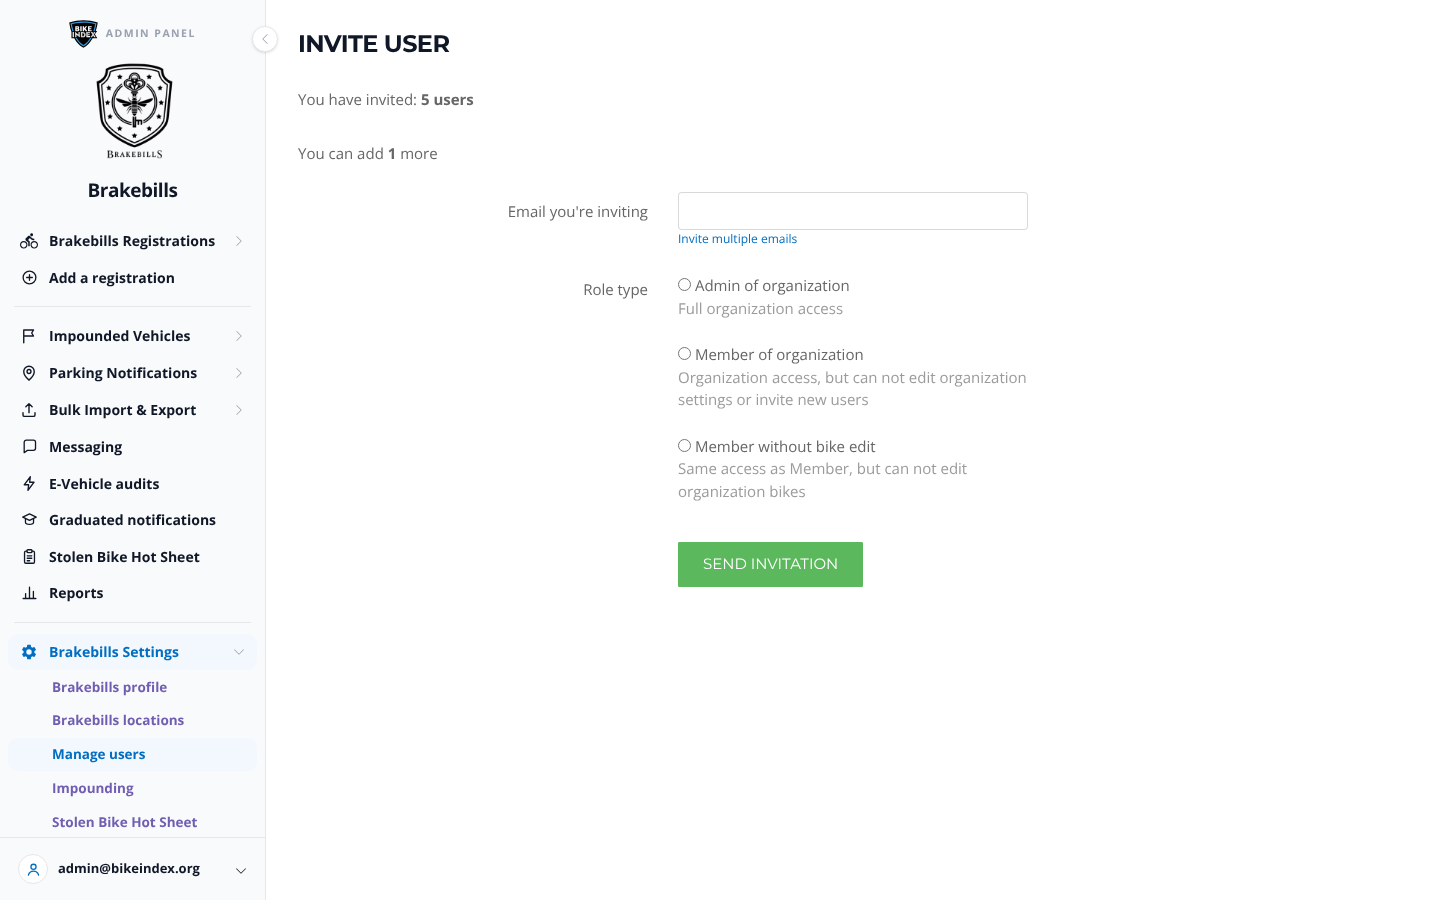 BIKE
INDEX
ADMIN PANEL
BRAKEBILLS
Brakebills
Brakebills Registrations
Add a registration
Impounded Vehicles
Parking Notifications
Bulk Import & Export
Messaging
E-Vehicle audits
Graduated notifications
Stolen Bike Hot Sheet
Reports
Brakebills Settings
Brakebills profile
Brakebills locations
Manage users
Impounding
Stolen Bike Hot Sheet
admin@bikeindex.org
INVITE USER
You have invited: 5 users
You can add 1 more
Email you're inviting
Invite multiple emails
Role type
Admin of organization
Full organization access
Member of organization
Organization access, but can not edit organization
settings or invite new users
Member without bike edit
Same access as Member, but can not edit
organization bikes
SEND INVITATION